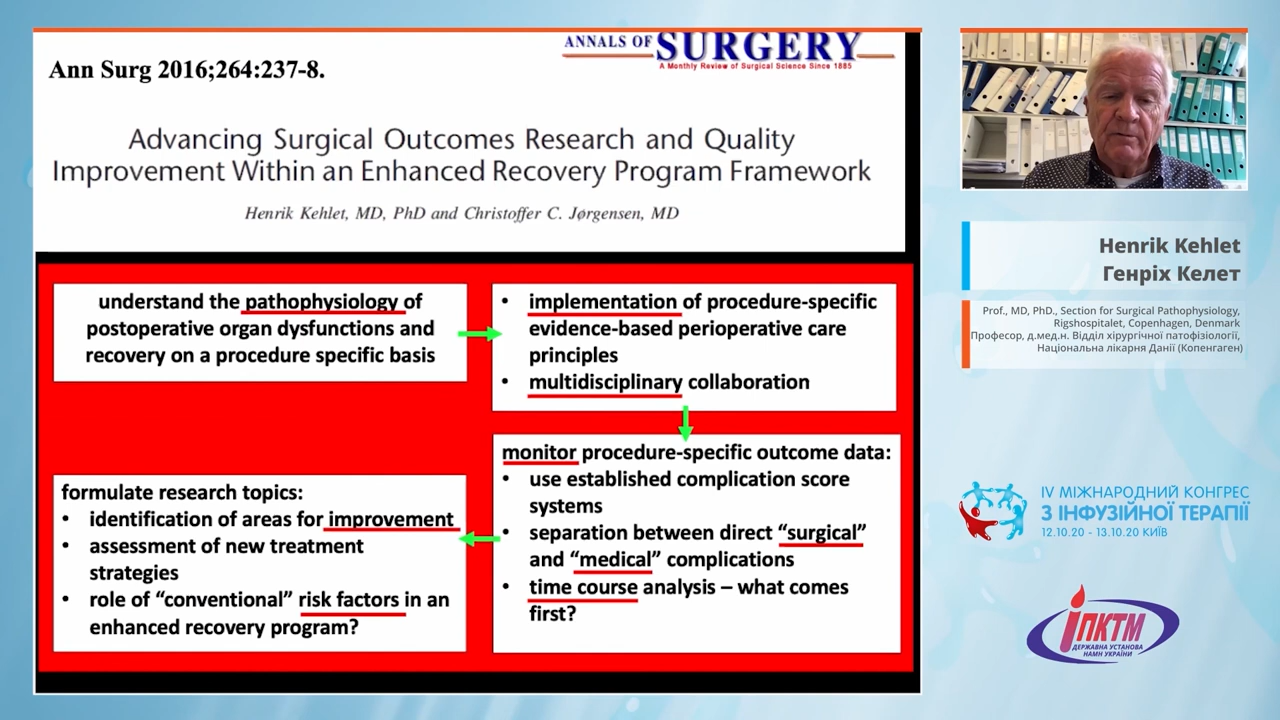 Ann Surg 2016;264:237-8.
ANNALS OF SURGERY
A Monthly Review of Surgical Science Since 1885
Advancing Surgical Outcomes Research and Quality
Improvement Within an Enhanced Recovery Program Framework
Henrik Kehlet, MD, PhD and Christoffer C. Jørgensen, MD
understand the pathophysiology of
postoperative organ dysfunctions and
recovery on a procedure specific basis
• implementation of procedure-specific
evidence-based perioperative care
principles
• multidisciplinary collaboration
monitor procedure-specific outcome data:
• use established complication score
systems
• separation between direct “surgical”
and “medical” complications
• time course analysis – what comes
first?
formulate research topics:
• identification of areas for improvement
• assessment of new treatment
strategies
• role of “conventional” risk factors in an
enhanced recovery program?
Henrik Kehlet
Генріх Келет
Prof., MD, PhD., Section for Surgical Pathophysiology,
Rigshospitalet, Copenhagen, Denmark
Професор, д.мед.н. Відділ хірургічної патофізіології,
Національна лікарня Данії (Копенгаген)
IV МІЖНАРОДНИЙ КОНГРЕС
З ІНФУЗІЙНОЇ ТЕРАПІЇ
12.10.20 - 13.10.20 КИЇВ
ІПКТМ
ДЕРЖАВНА УСТАНОВА
НАМН УКРАЇНИ